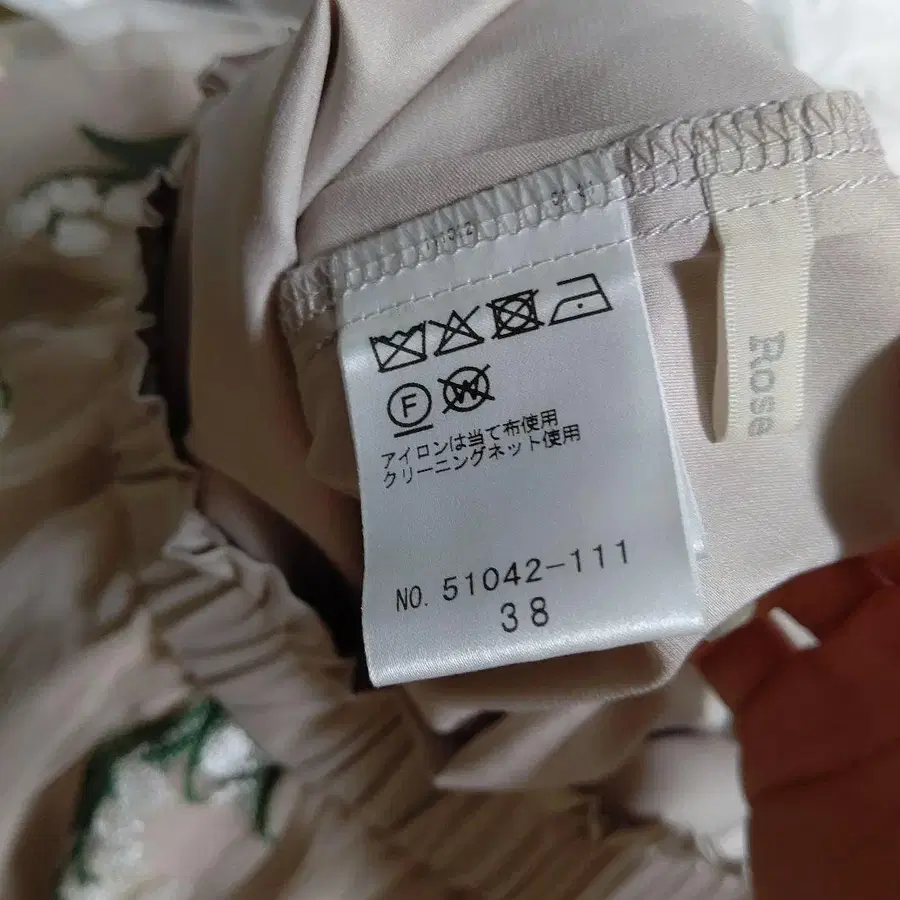 F
W
アイロンは当て布使用
クリーニングネット使用
NO. 51042-111
38
Rose